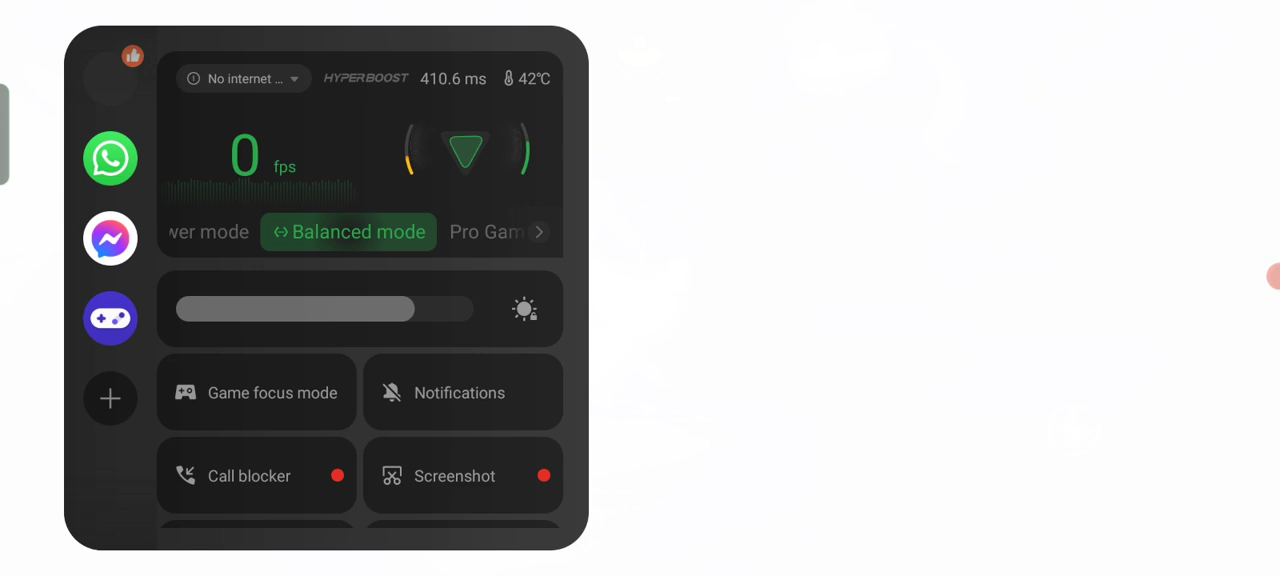 No internet ... HYPERBOOST 410.6 ms 42℃
0 fps
wer mode Balanced mode Pro Gam
Game focus mode Notifications
Call blocker Screenshot